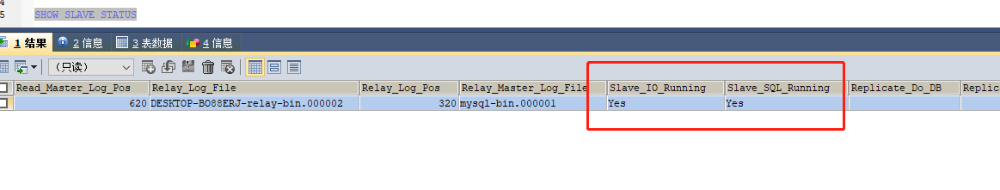 4
5 SHOW SLAVE STATUS
1 结果 2 信息 3 表数据 4 信息
（只读）
Read_Master_Log_Pos Relay_Log_File Relay_Log_Pos Relay_Master_Log_File Slave_IO_Running Slave_SQL_Running Replicate_Do_DB Replic
620 DESKTOP-BO88ERJ-relay-bin.000002 320 mysql-bin.000001 Yes Yes